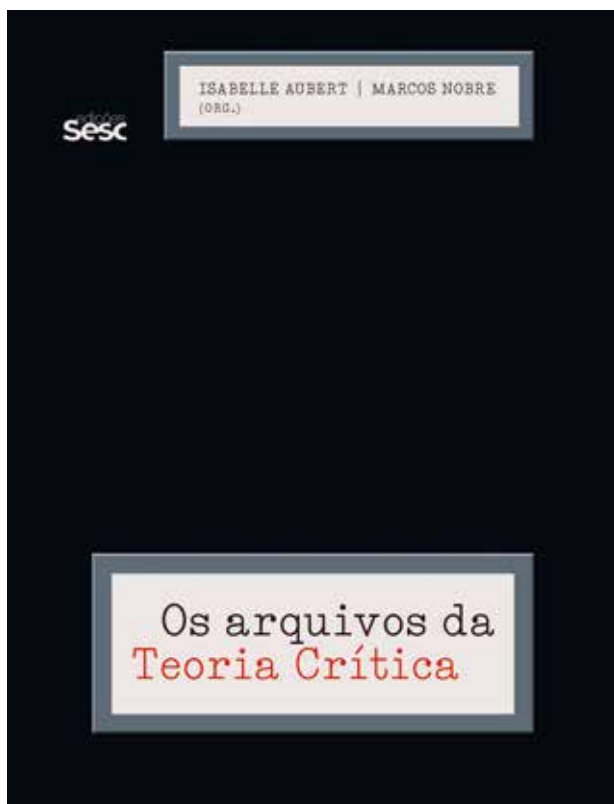 ISABELLE AUBERT | MARCOS NOBRE
(ORG.)
edições
Sesc
Os arquivos da
Teoria Crítica